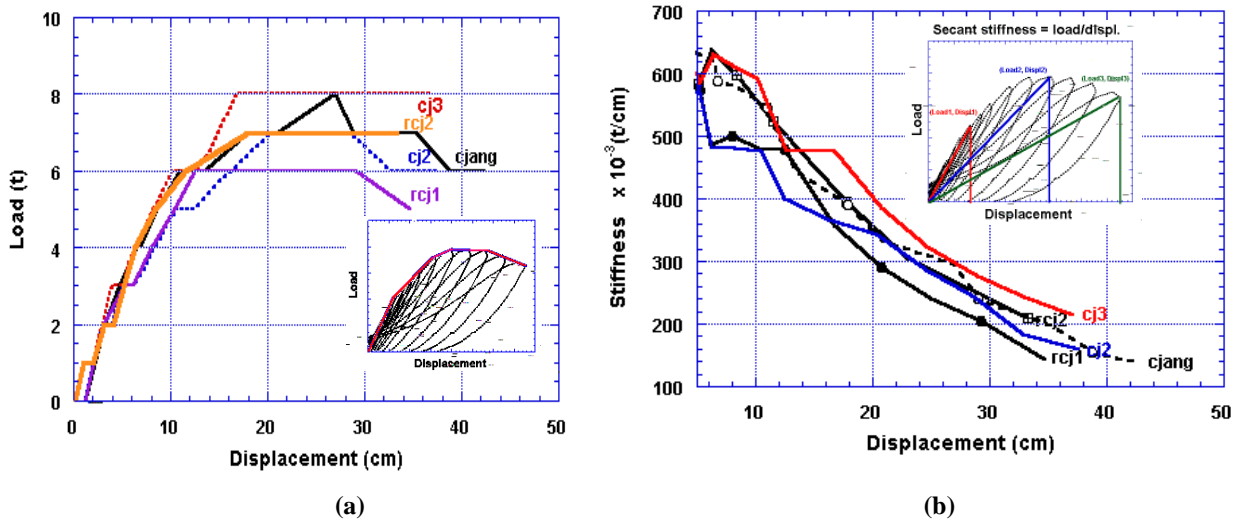 10
8
6
4
2
0
Load (t)
cj3
rcj2
cj2
cjang
rcj1
Load
Displacement
0
10
20
30
40
50
Displacement (cm)
(a)
700
600
500
400
300
200
100
Stiffness x 10⁻³ (t/cm)
Secant stiffness = load/displ.
(Load2, Displ2)
(Load3, Displ3)
(Load1, Displ1)
Load
Displacement
cj3
rcj2
cj2
rcj1
cjang
10
20
30
40
50
Displacement (cm)
(b)